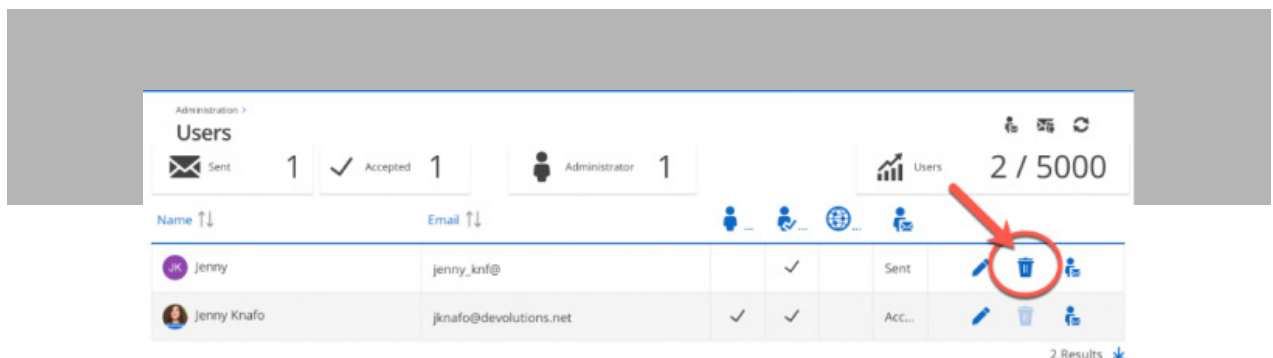 Administration >
Users
Sent 1
Accepted 1
Administrator 1
Users 2 / 5000
Name
Email
...
...
...
JK Jenny
jenny_knf@
Sent
Jenny Knafo
jknafo@devolutions.net
Acc...
2 Results